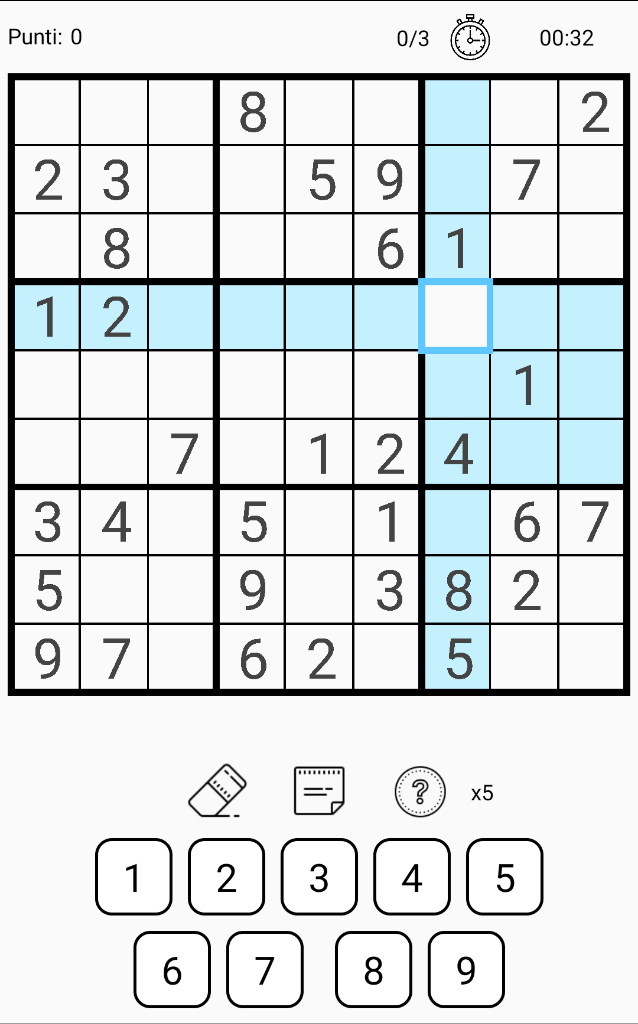 Punti: 0 0/3 00:32
8 2
2 3 5 9 7
8 6 1
1 2
1
7 1 2 4
3 4 5 1 6 7
5 9 3 8 2
9 7 6 2 5
? x5
1 2 3 4 5
6 7 8 9